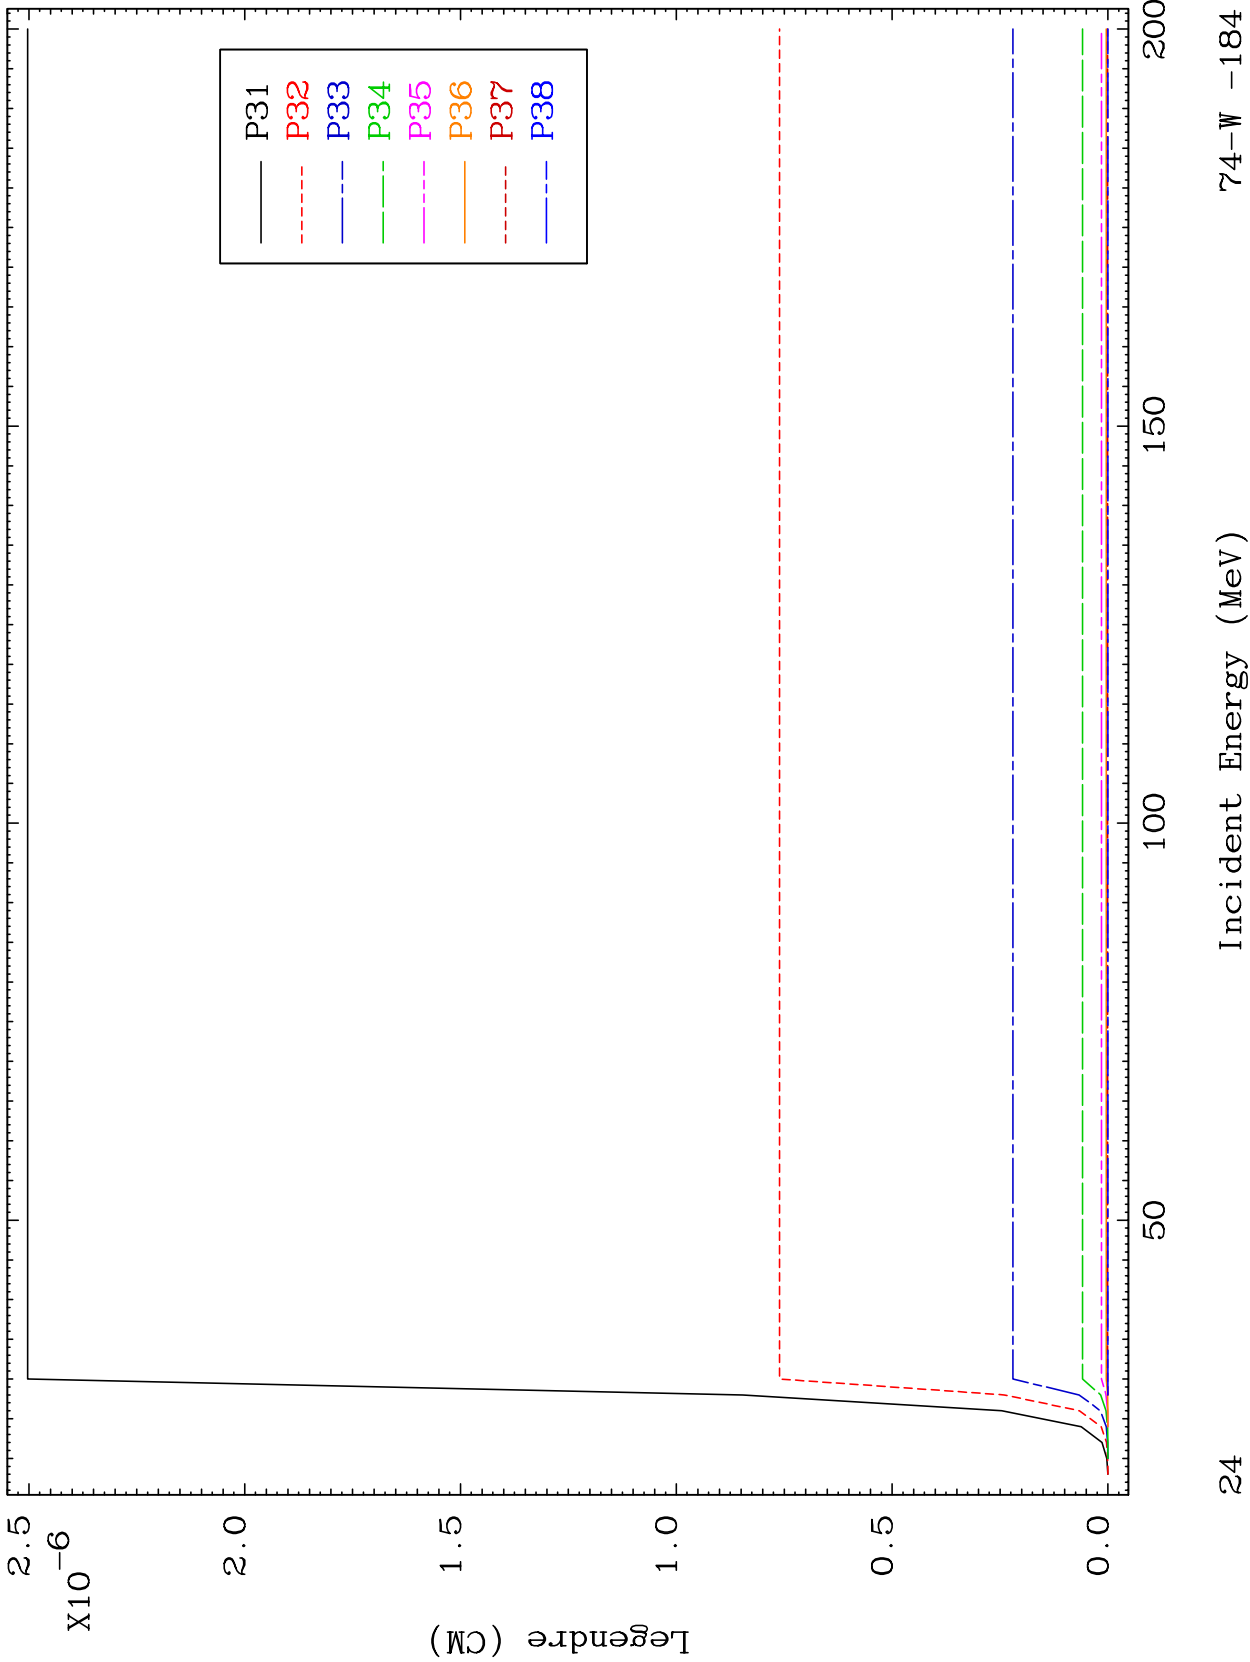 P31
P32
P33
P34
P35
P36
P37
P38
2.5
2.0
1.5
1.0
0.5
0.0
X10 -6
Legendre (CM)
50
100
150
200
Incident Energy (MeV)
24
74-W -184